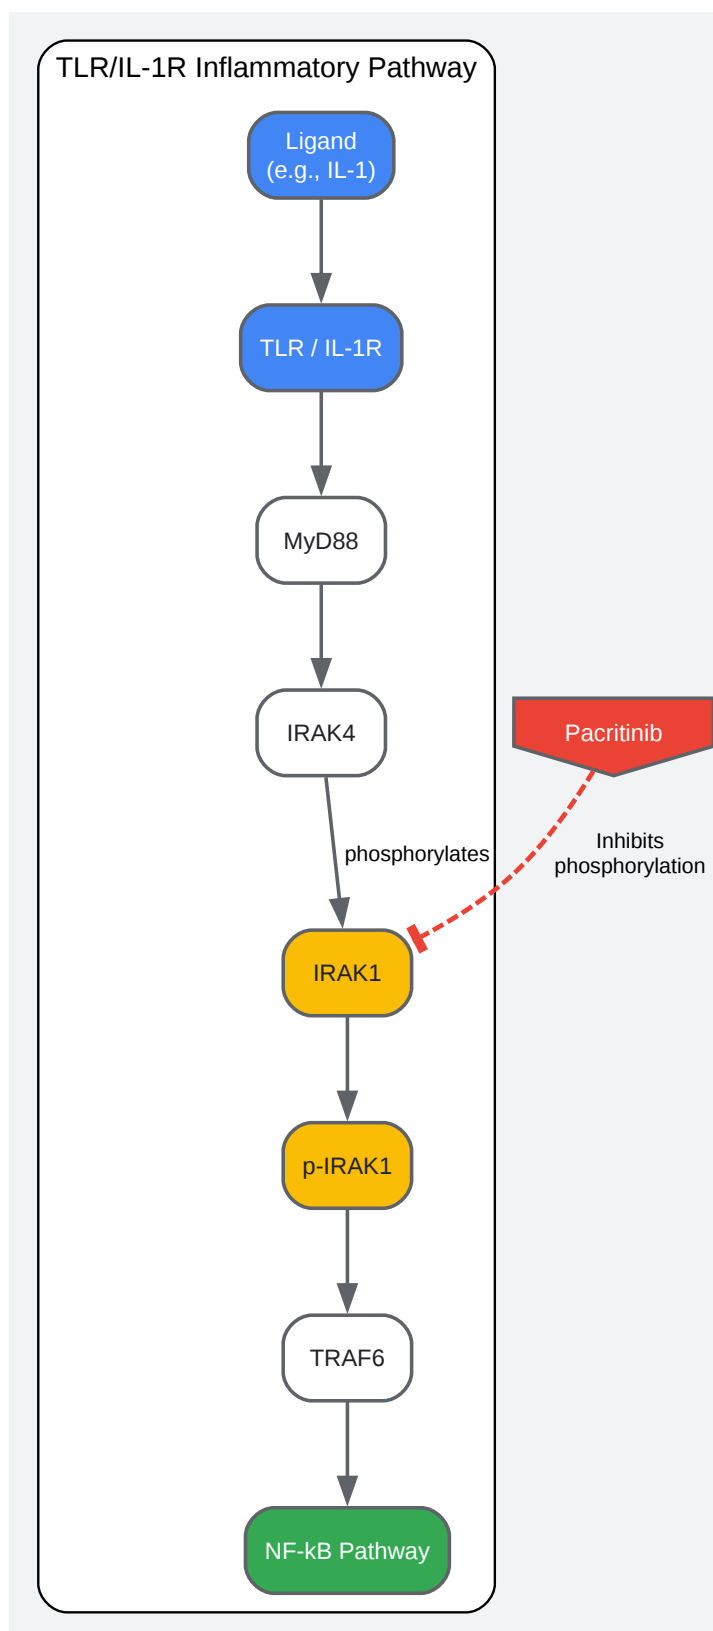 TLR/IL-1R Inflammatory Pathway
Ligand
(e.g., IL-1)
TLR / IL-1R
MyD88
IRAK4
Pacritinib
Inhibits
phosphorylation
phosphorylates
IRAK1
p-IRAK1
TRAF6
NF-kB Pathway